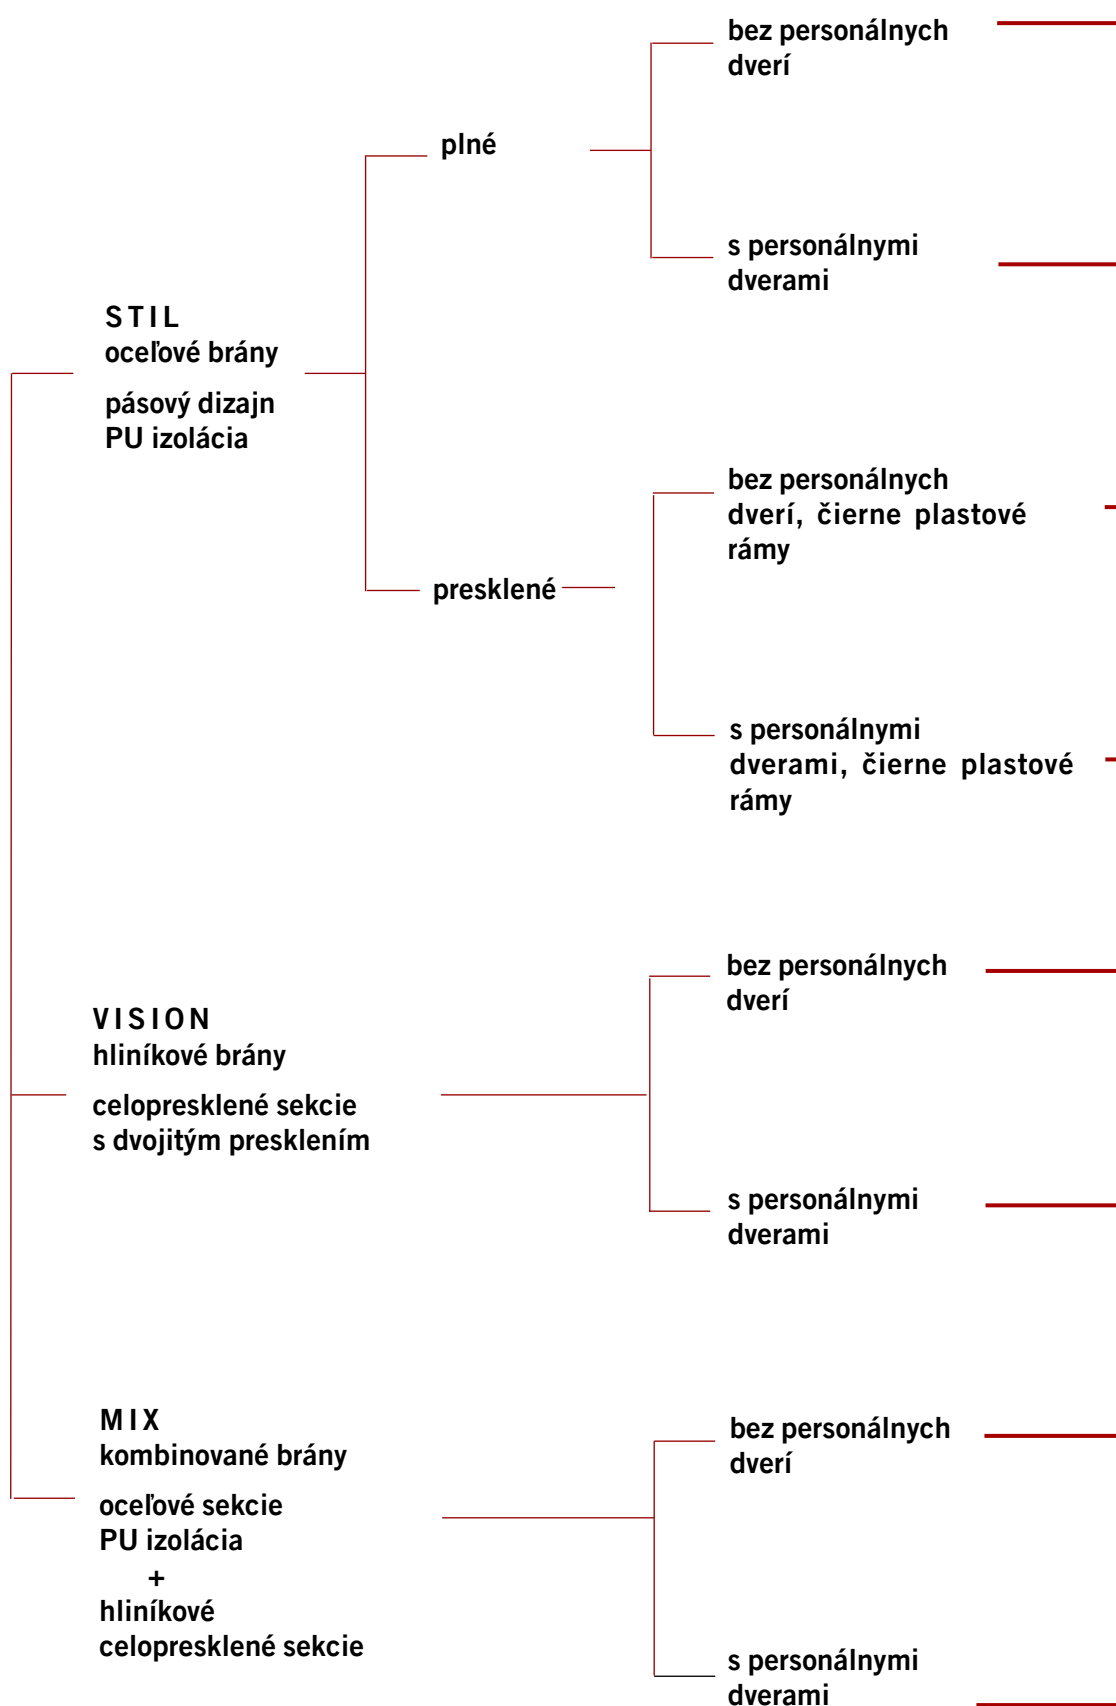 bez personálnych
dverí
plné
s personálnymi
dverami
STIL
oceľové brány
pásový dizajn
PU izolácia
bez personálnych
dverí, čierne plastové
rámy
presklené
s personálnymi
dverami, čierne plastové
rámy
bez personálnych
dverí
VISION
hliníkové brány
celopresklené sekcie
s dvojitým presklením
s personálnymi
dverami
MIX
kombinované brány
oceľové sekcie
PU izolácia
+
hliníkové
celopresklené sekcie
bez personálnych
dverí
s personálnymi
dverami